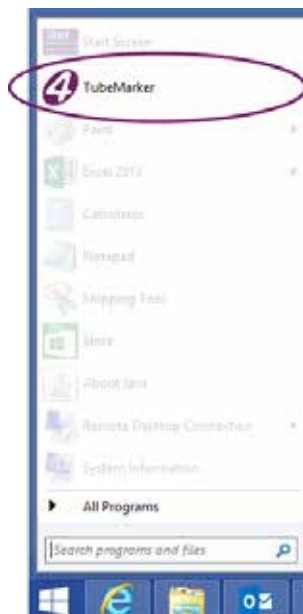 Start Screen
4 TubeMarker
Paint
Excel 2013
Calculator
Notepad
Snipping Tool
Store
About Java
Remote Desktop Connection
System Information
All Programs
Search programs and files